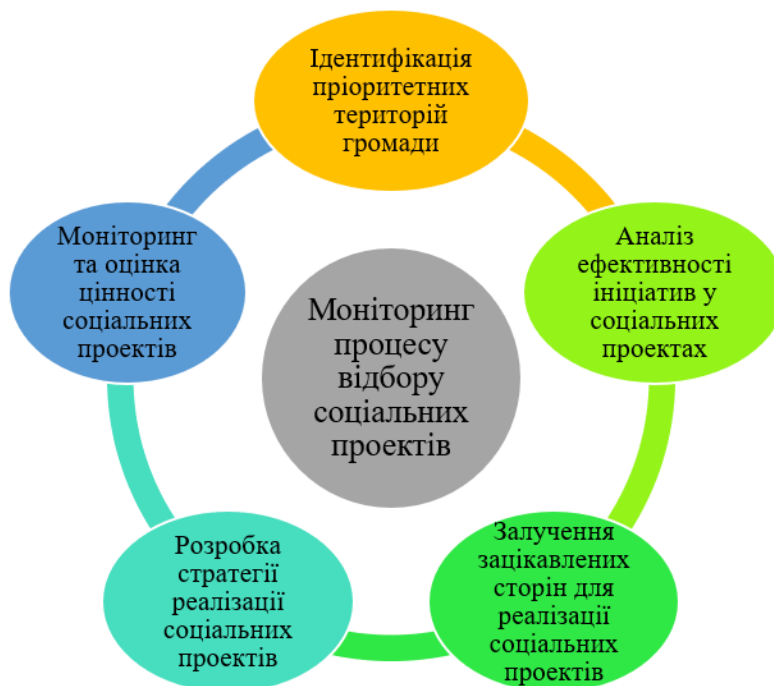 Ідентифікація
пріоритетних
територій
громади
Аналіз
ефективності
ініціатив у
соціальних
проектах
Залучення
зацікавлених
сторін для
реалізації
соціальних
проектів
Розробка
стратегії
реалізації
соціальних
проектів
Моніторинг
та оцінка
цінності
соціальних
проектів
Моніторинг
процесу
відбору
соціальних
проектів